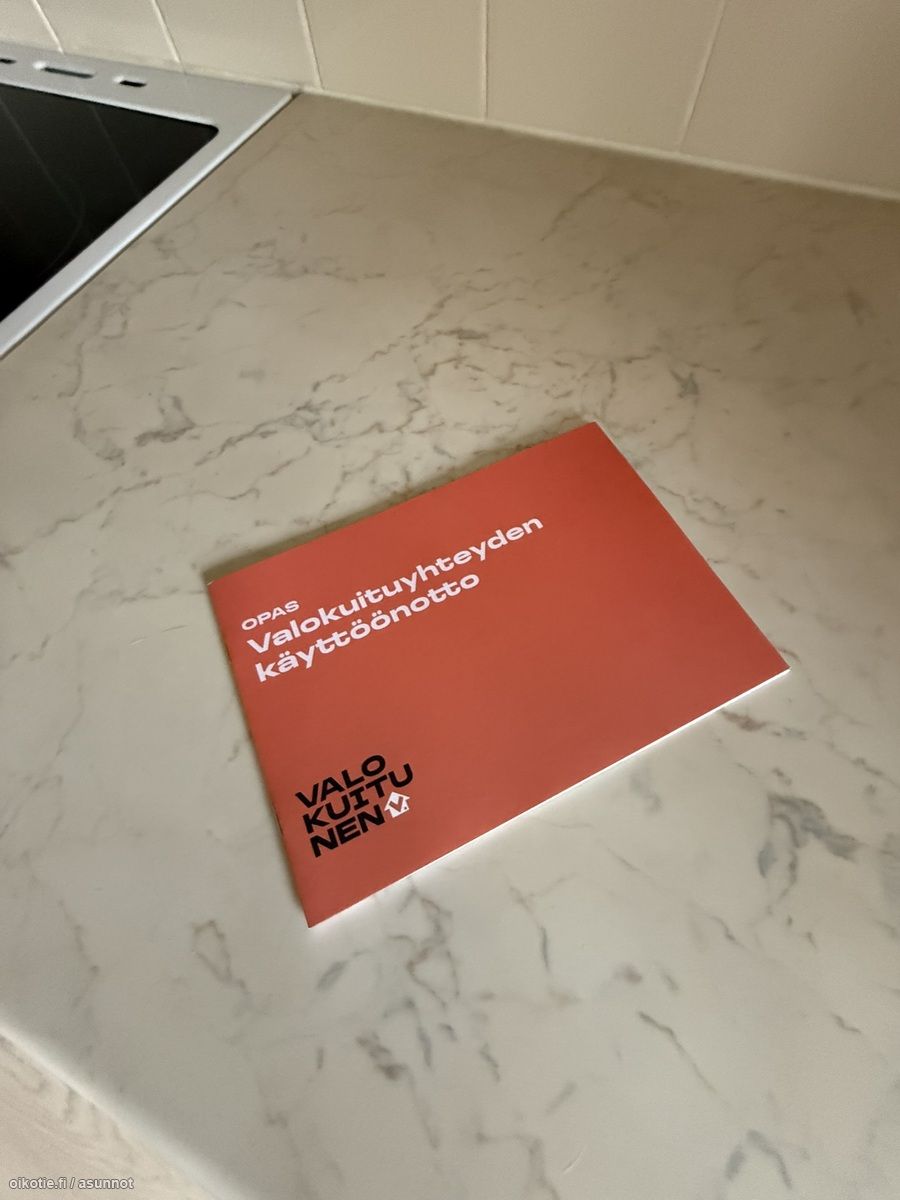 OPAS
Valokuituyhteyden
käyttöönotto
VALO
KUITU
NEN
oikotie.fi / asunnot